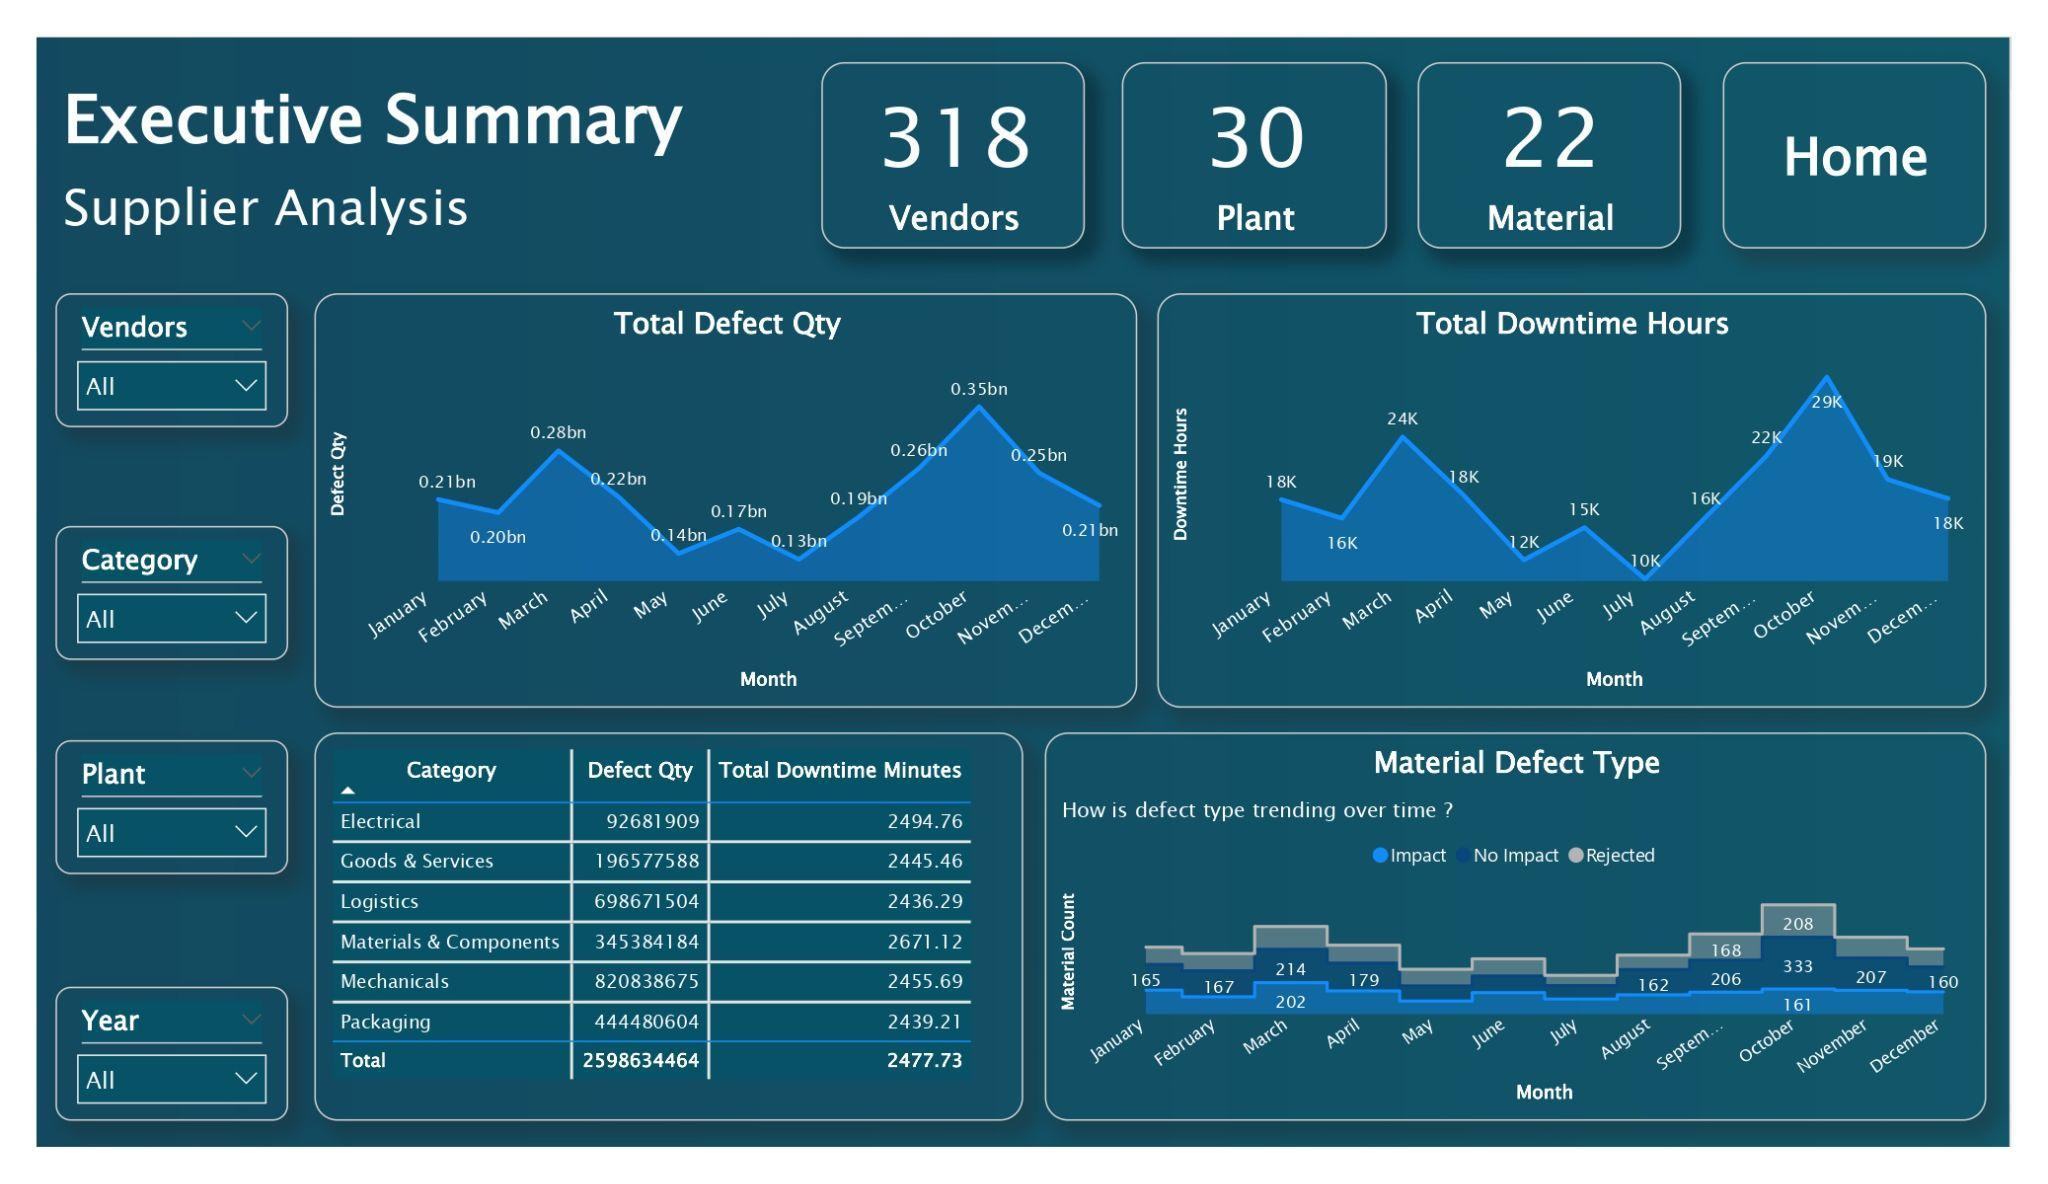 Executive Summary
Supplier Analysis
318
Vendors
30
Plant
22
Material
Home
Vendors
All
Category
All
Plant
All
Year
All
Total Defect Qty
Defect Qty
0.21bn
0.20bn
0.28bn
0.22bn
0.14bn
0.17bn
0.13bn
0.19bn
0.26bn
0.35bn
0.25bn
0.21bn
January
February
March
April
May
June
July
August
Septem...
October
Novem...
Decem...
Month
Total Downtime Hours
Downtime Hours
18K
16K
24K
18K
12K
15K
10K
16K
22K
29K
19K
18K
January
February
March
April
May
June
July
August
Septem...
October
Novem...
Decem...
Month
Category Defect Qty Total Downtime Minutes
Electrical 92681909 2494.76
Goods & Services 196577588 2445.46
Logistics 698671504 2436.29
Materials & Components 345384184 2671.12
Mechanicals 820838675 2455.69
Packaging 444480604 2439.21
Total 2598634464 2477.73
Material Defect Type
How is defect type trending over time ?
Impact No Impact Rejected
Material Count
165
167
214
202
179
162
168
206
208
333
161
207
160
January
February
March
April
May
June
July
August
Septem...
October
November
December
Month